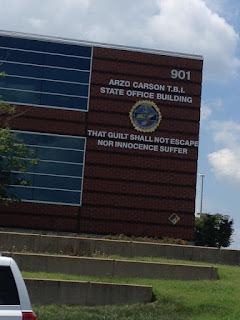 901
ARZO CARSON T.B.I.
STATE OFFICE BUILDING
THAT GUILT SHALL NOT ESCAPE
NOR INNOCENCE SUFFER